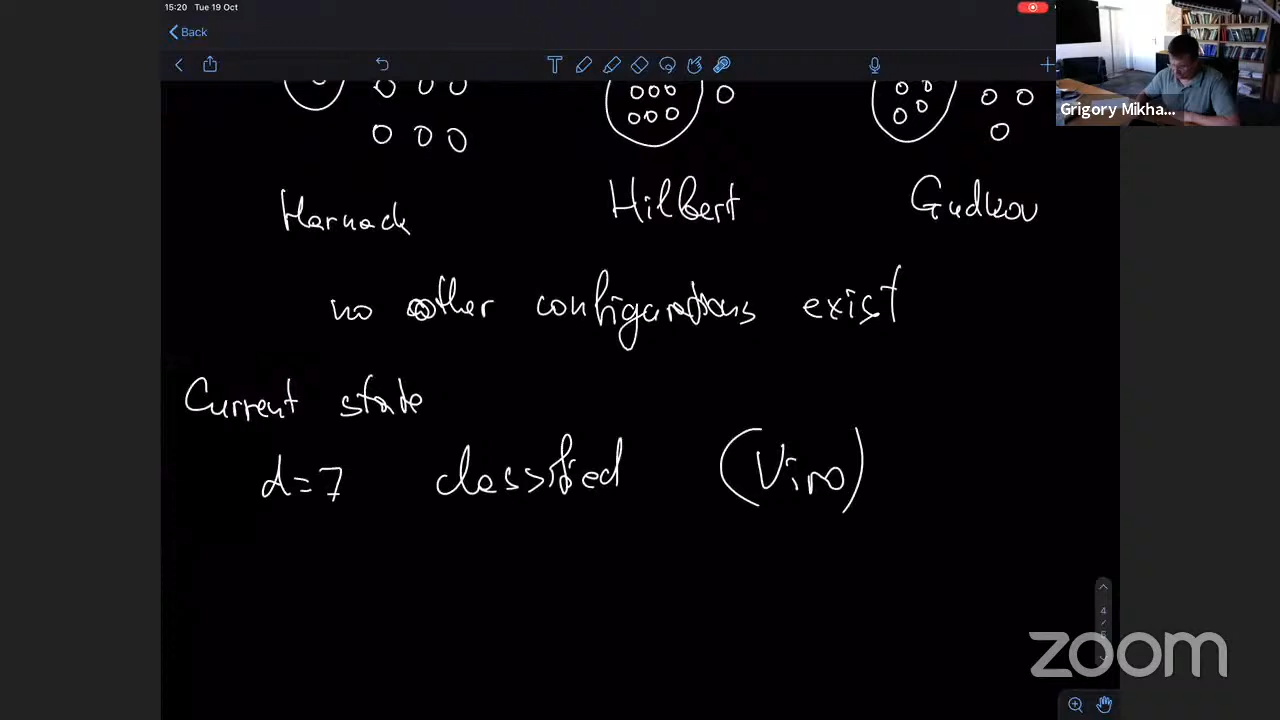 15:20 Tue 19 Oct
Back
Grigory Mikha...
Harnack Hilbert Gudkov
no other configurations exist
Current state
d=7 classified (Viro)
4
zoom